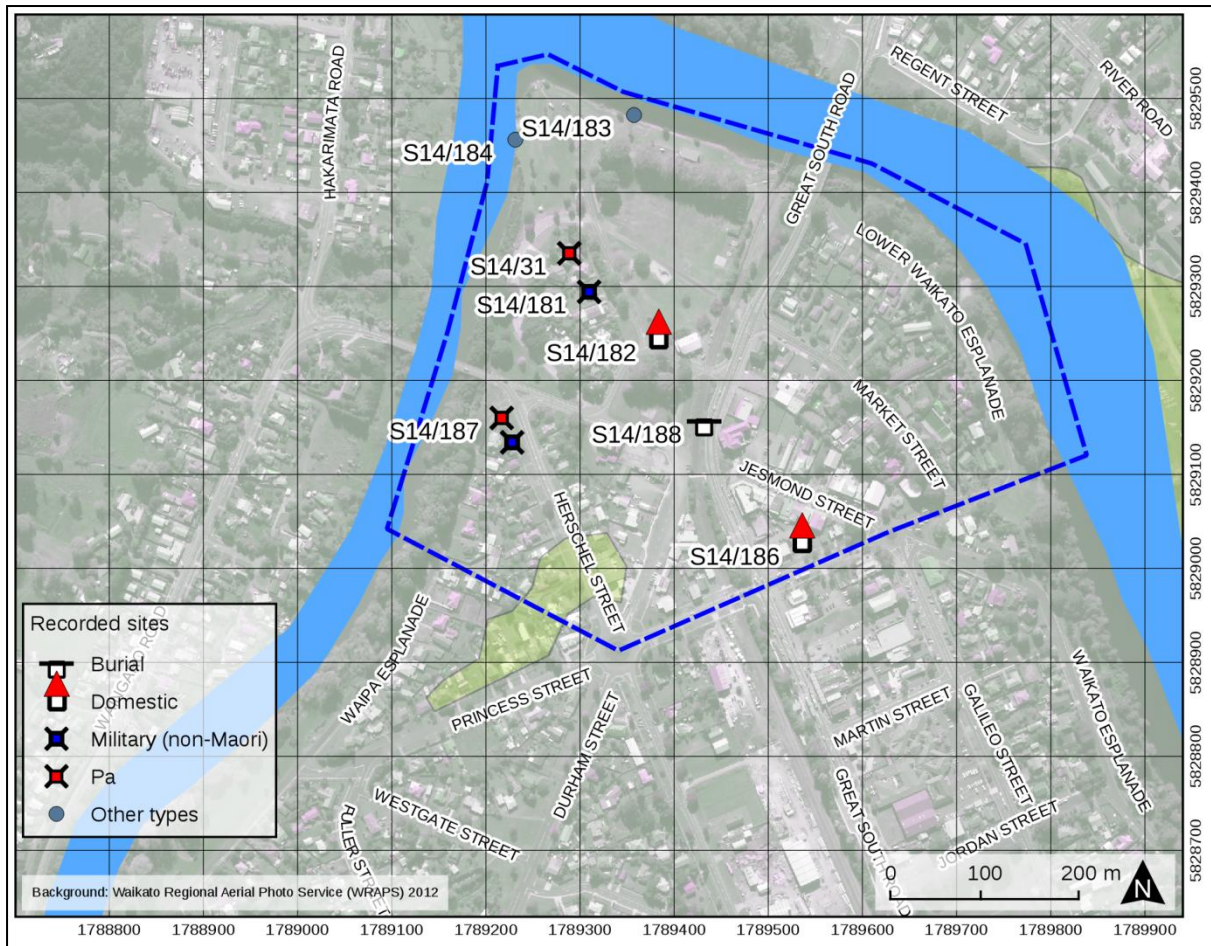 REGENT STREET
RIVER ROAD
HAKARIMATA ROAD
GREAT SOUTH ROAD
5829500
S14/183
S14/184
5829400
LOWER WAIKATO ESPLANADE
S14/31
S14/181
5829300
S14/182
5829200
MARKET STREET
S14/187
S14/188
5829100
JESMOND STREET
HERSCHEL STREET
S14/186
5829000
Recorded sites
Burial
Domestic
Military (non-Maori)
Pa
Other types
WAIPA ESPLANADE
PRINCESS STREET
5828900
DURHAM STREET
MARTIN STREET
GALILEO STREET
WAIKATO ESPLANADE
5828800
WESTGATE STREET
FULLER STREET
GREAT SOUTH ROAD
JORDAN STREET
5828700
Background: Waikato Regional Aerial Photo Service (WRAPS) 2012
0 100 200 m
N
1788800 1788900 1789000 1789100 1789200 1789300 1789400 1789500 1789600 1789700 1789800 1789900